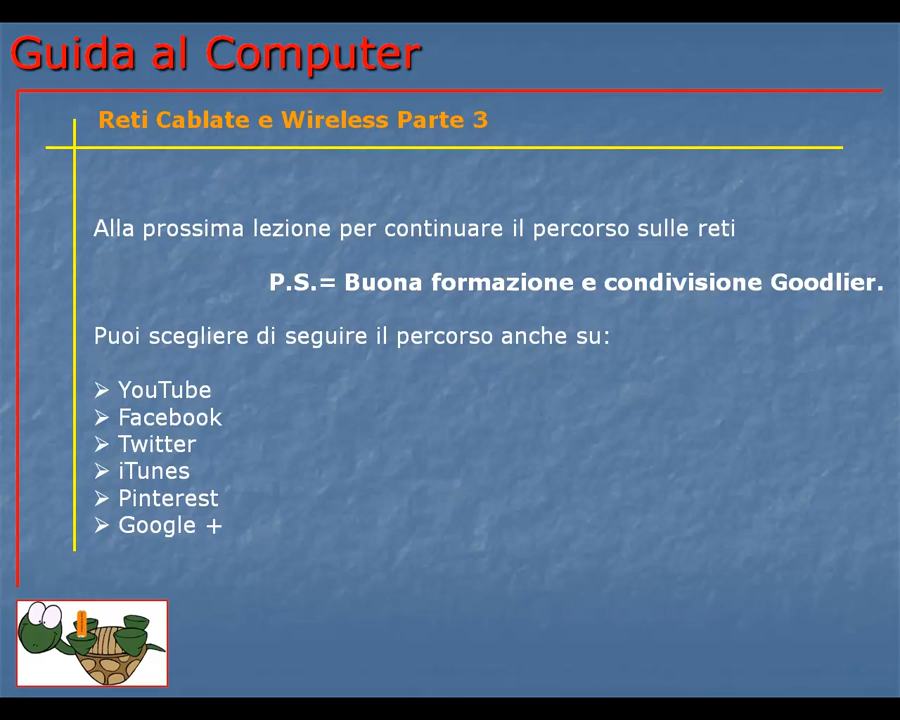 Guida al Computer
Reti Cablate e Wireless Parte 3
Alla prossima lezione per continuare il percorso sulle reti
P.S.= Buona formazione e condivisione Goodlier.
Puoi scegliere di seguire il percorso anche su:
➢ YouTube
➢ Facebook
➢ Twitter
➢ iTunes
➢ Pinterest
➢ Google +